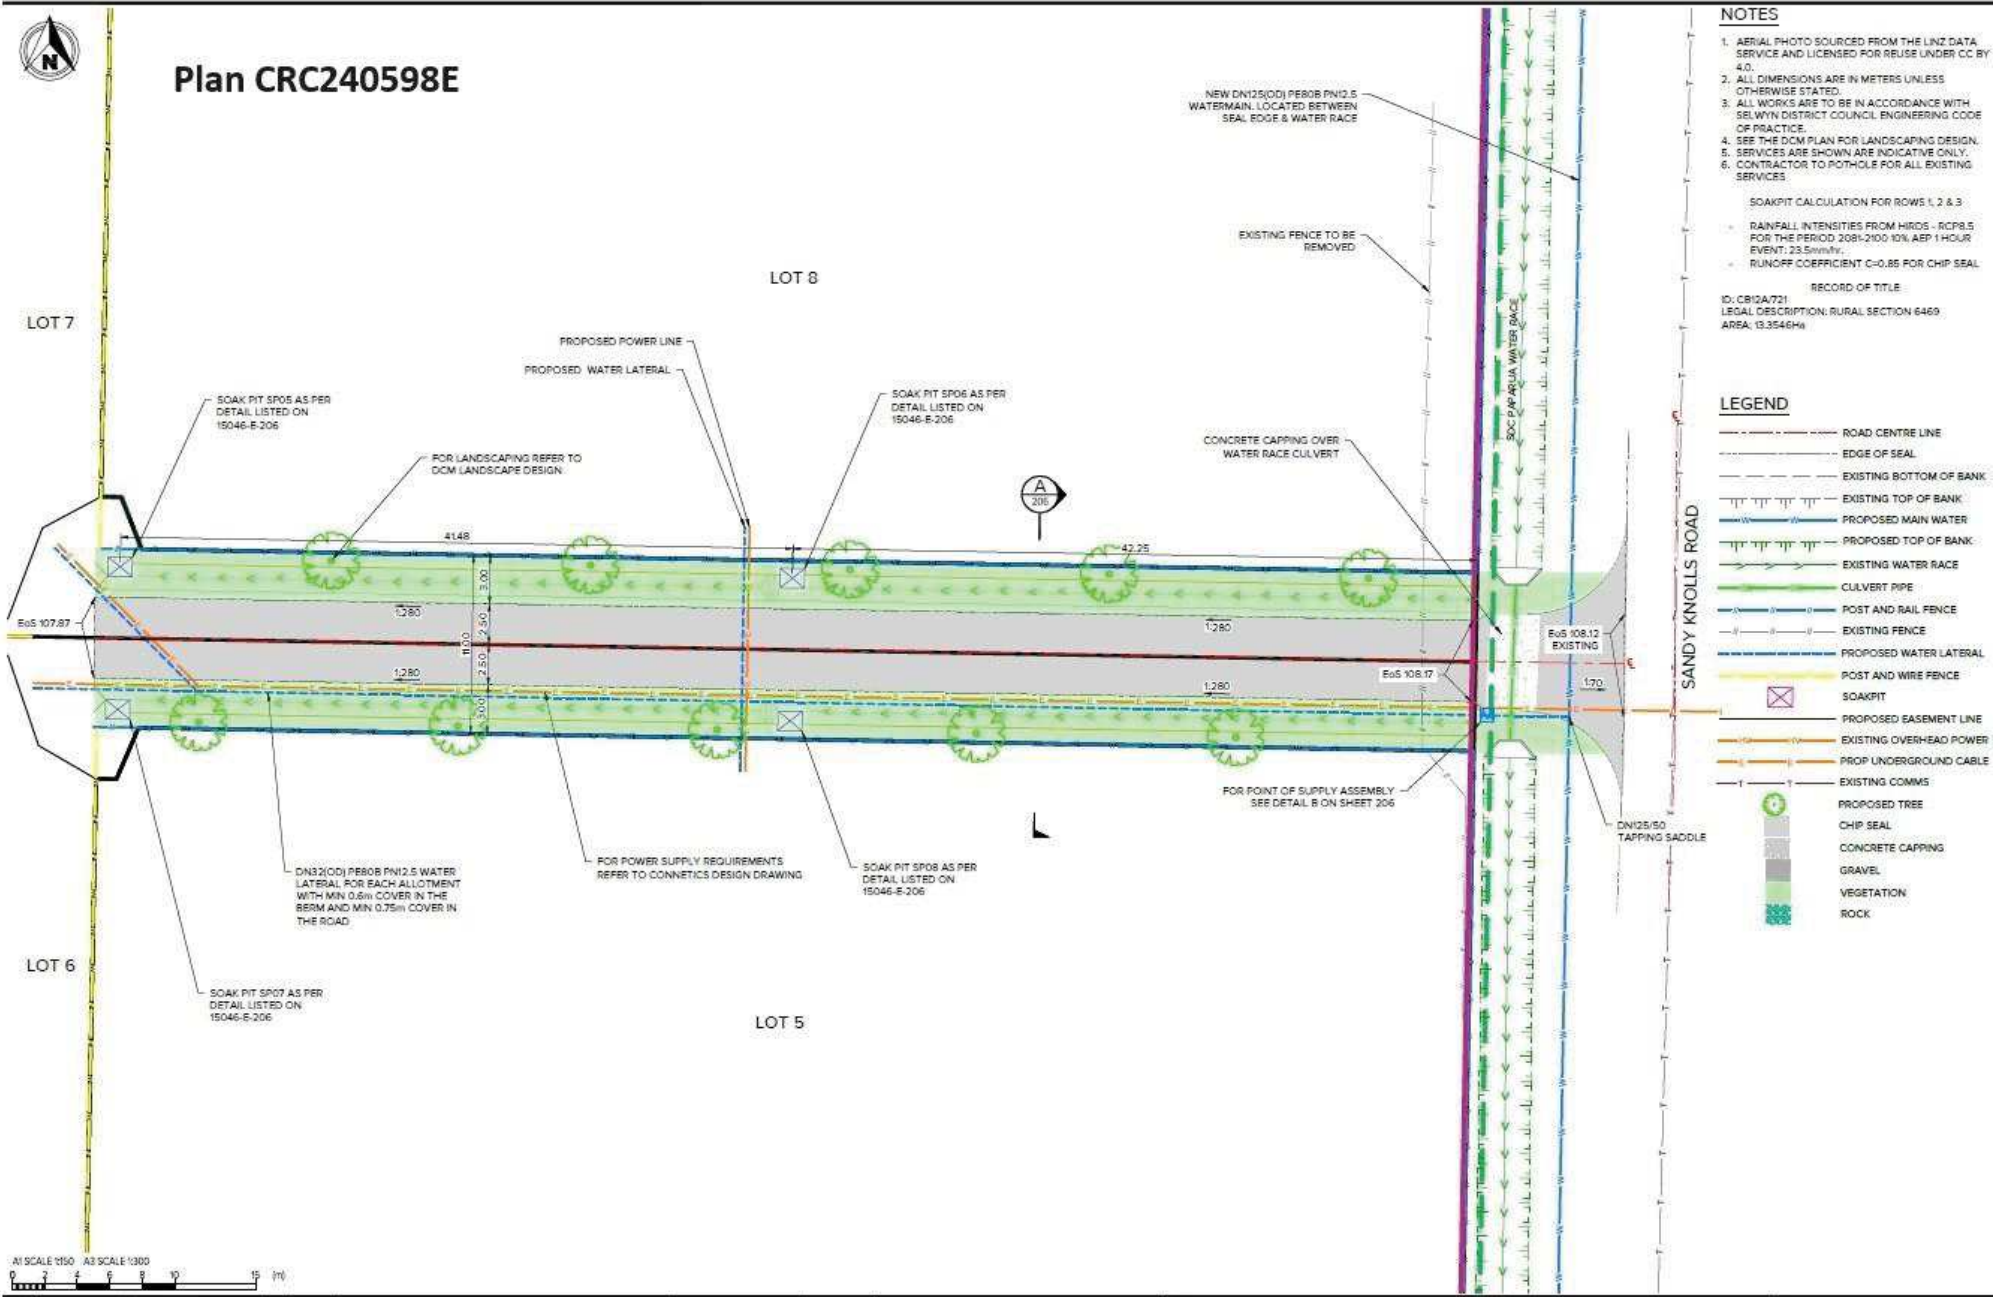 N
Plan CRC240598E
LOT 7
LOT 8
LOT 6
LOT 5
NEW DN125(OD) PE80B PN12.5
WATERMAIN. LOCATED BETWEEN
SEAL EDGE & WATER RACE
EXISTING FENCE TO BE
REMOVED
PROPOSED POWER LINE
PROPOSED WATER LATERAL
SOAK PIT SP05 AS PER
DETAIL LISTED ON
15046-E-206
SOAK PIT SP06 AS PER
DETAIL LISTED ON
15046-E-206
FOR LANDSCAPING REFER TO
DCM LANDSCAPE DESIGN
CONCRETE CAPPING OVER
WATER RACE CULVERT
SDC PAPARUA WATER RACE
A
206
41.48
42.25
3.00
2.50
11.00
2.50
3.00
1:280
1:280
1:280
1:280
EoS 107.87
EoS 108.17
EoS 108.12
EXISTING
1:70
SANDY KNOLLS ROAD
FOR POINT OF SUPPLY ASSEMBLY
SEE DETAIL B ON SHEET 206
DN125/50
TAPPING SADDLE
DN32(OD) PE80B PN12.5 WATER
LATERAL FOR EACH ALLOTMENT
WITH MIN 0.6m COVER IN THE
BERM AND MIN 0.75m COVER IN
THE ROAD
FOR POWER SUPPLY REQUIREMENTS
REFER TO CONNETICS DESIGN DRAWING
SOAK PIT SP08 AS PER
DETAIL LISTED ON
15046-E-206
SOAK PIT SP07 AS PER
DETAIL LISTED ON
15046-E-206
A1 SCALE 1:150 A3 SCALE 1:300
0 2 4 6 8 10 15 (m)
NOTES
1. AERIAL PHOTO SOURCED FROM THE LINZ DATA
SERVICE AND LICENSED FOR REUSE UNDER CC BY
4.0.
2. ALL DIMENSIONS ARE IN METERS UNLESS
OTHERWISE STATED.
3. ALL WORKS ARE TO BE IN ACCORDANCE WITH
SELWYN DISTRICT COUNCIL ENGINEERING CODE
OF PRACTICE.
4. SEE THE DCM PLAN FOR LANDSCAPING DESIGN.
5. SERVICES ARE SHOWN ARE INDICATIVE ONLY.
6. CONTRACTOR TO POTHOLE FOR ALL EXISTING
SERVICES
SOAKPIT CALCULATION FOR ROWS 1, 2 & 3
- RAINFALL INTENSITIES FROM HIRDS - RCP8.5
FOR THE PERIOD 2081-2100 10% AEP 1 HOUR
EVENT: 23.5mm/hr.
- RUNOFF COEFFICIENT C=0.85 FOR CHIP SEAL
RECORD OF TITLE
ID: CB12A/721
LEGAL DESCRIPTION: RURAL SECTION 6469
AREA: 13.3546Ha
LEGEND
ROAD CENTRE LINE
EDGE OF SEAL
EXISTING BOTTOM OF BANK
EXISTING TOP OF BANK
PROPOSED MAIN WATER
PROPOSED TOP OF BANK
EXISTING WATER RACE
CULVERT PIPE
POST AND RAIL FENCE
EXISTING FENCE
PROPOSED WATER LATERAL
POST AND WIRE FENCE
SOAKPIT
PROPOSED EASEMENT LINE
EXISTING OVERHEAD POWER
PROP UNDERGROUND CABLE
EXISTING COMMS
PROPOSED TREE
CHIP SEAL
CONCRETE CAPPING
GRAVEL
VEGETATION
ROCK